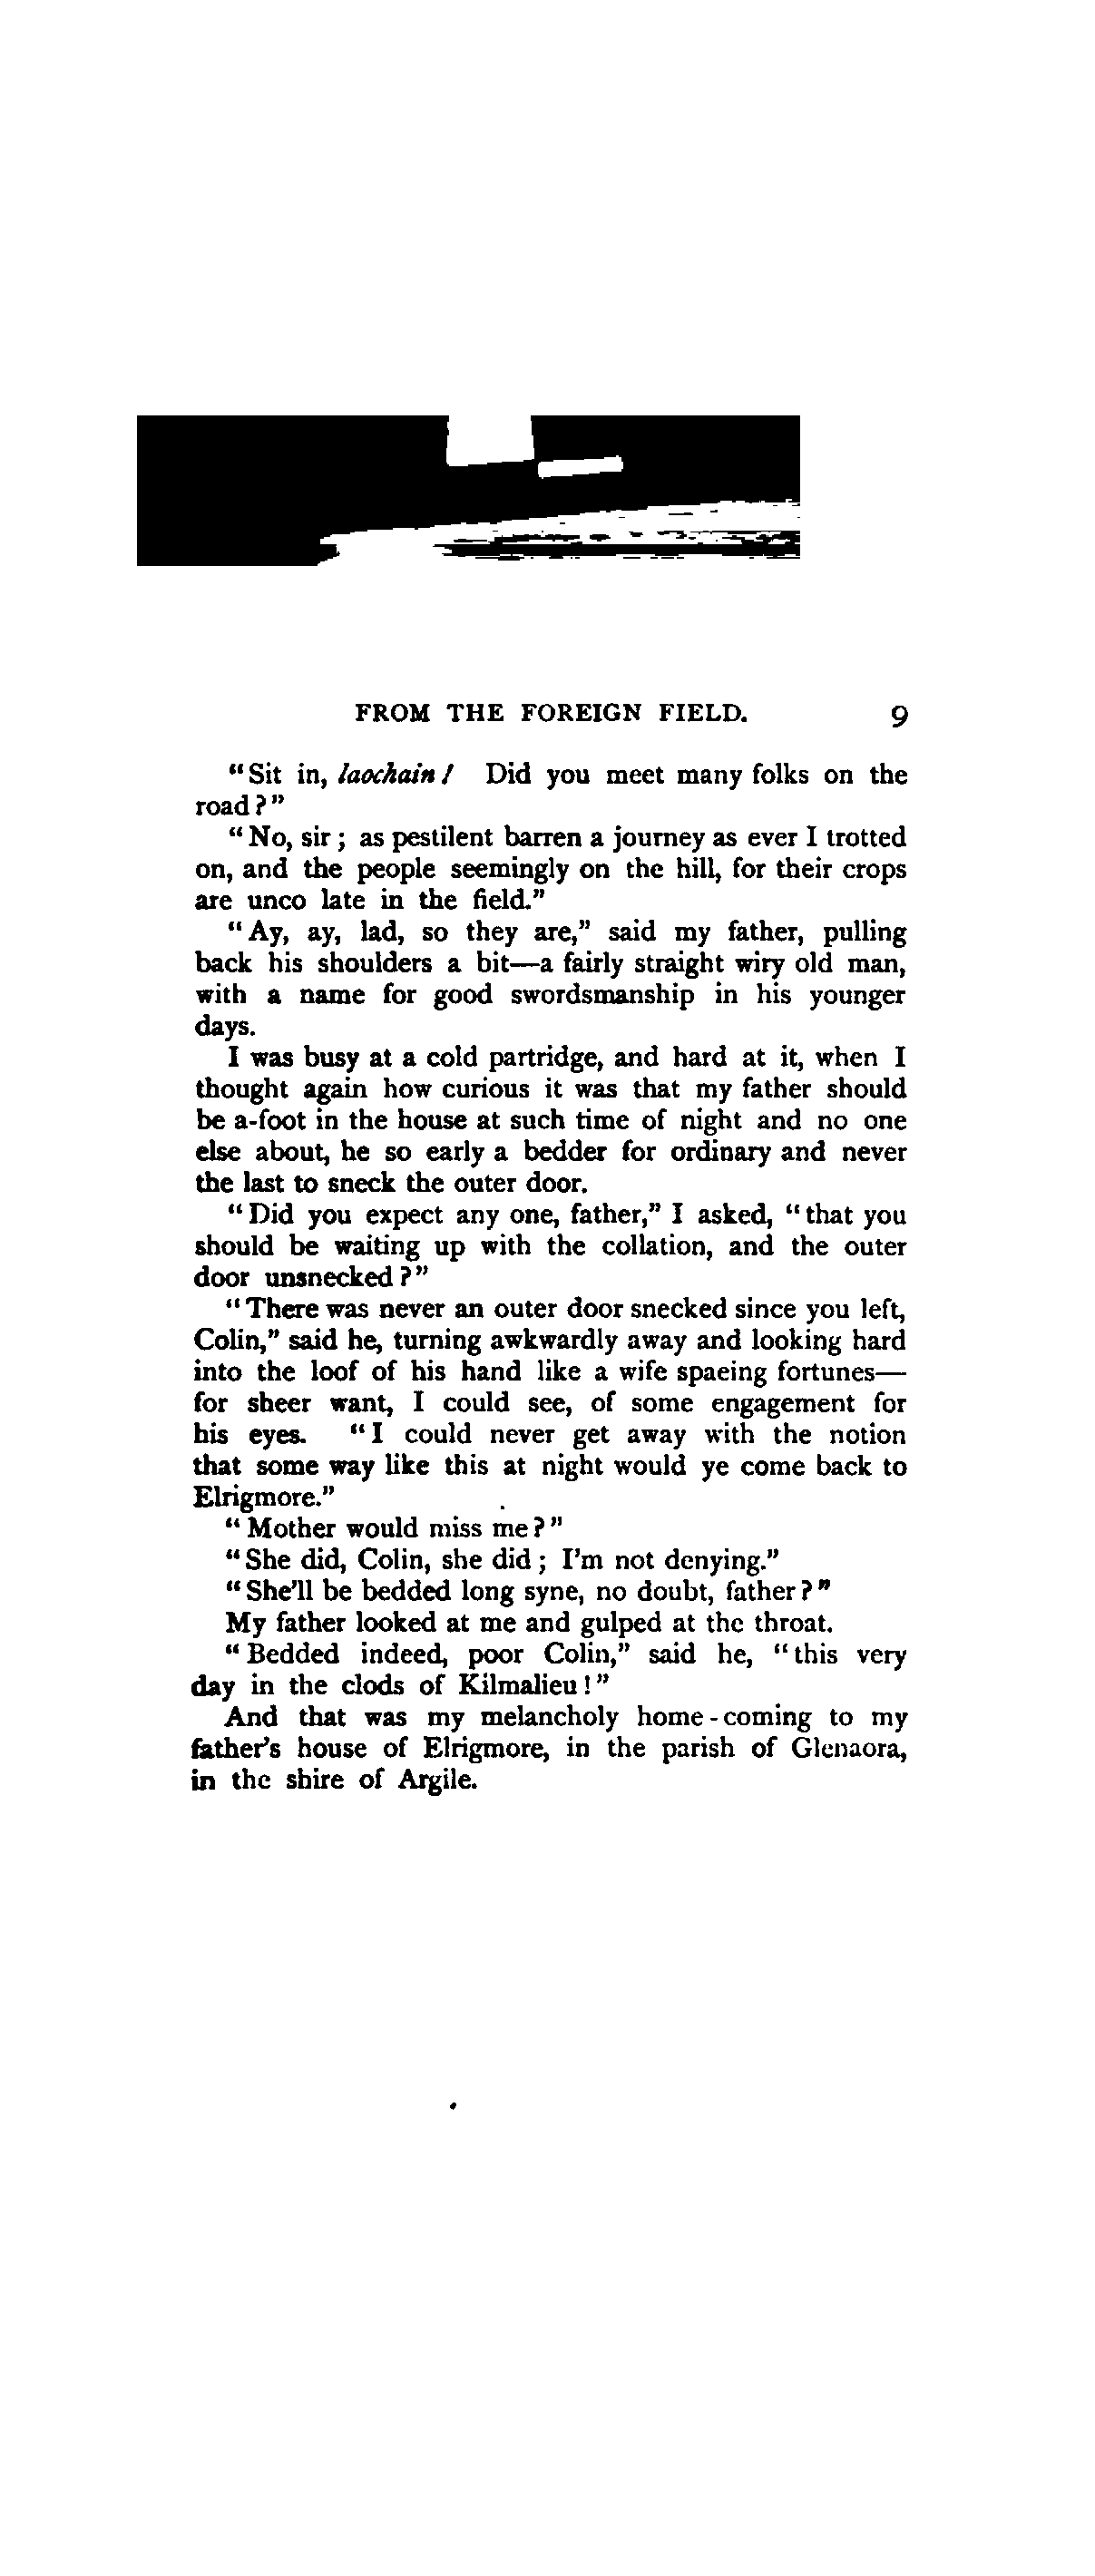 FROM THE FOREIGN FIELD. 9
"Sit in, laochain! Did you meet many folks on the
road?"
"No, sir; as pestilent barren a journey as ever I trotted
on, and the people seemingly on the hill, for their crops
are unco late in the field."
"Ay, ay, lad, so they are," said my father, pulling
back his shoulders a bit—a fairly straight wiry old man,
with a name for good swordsmanship in his younger
days.
I was busy at a cold partridge, and hard at it, when I
thought again how curious it was that my father should
be a-foot in the house at such time of night and no one
else about, he so early a bedder for ordinary and never
the last to sneck the outer door.
"Did you expect any one, father," I asked, "that you
should be waiting up with the collation, and the outer
door unsnecked?"
"There was never an outer door snecked since you left,
Colin," said he, turning awkwardly away and looking hard
into the loof of his hand like a wife spaeing fortunes—
for sheer want, I could see, of some engagement for
his eyes. "I could never get away with the notion
that some way like this at night would ye come back to
Elrigmore."
"Mother would miss me?"
"She did, Colin, she did; I'm not denying."
"She'll be bedded long syne, no doubt, father?"
My father looked at me and gulped at the throat.
"Bedded indeed, poor Colin," said he, "this very
day in the clods of Kilmalieu!"
And that was my melancholy home-coming to my
father's house of Elrigmore, in the parish of Glenaora,
in the shire of Argile.